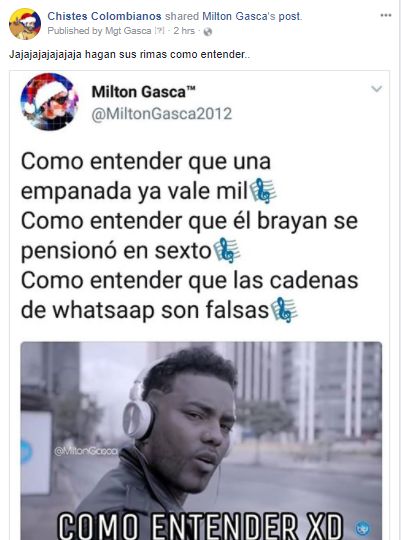 Chistes Colombianos shared Milton Gasca's post.
Published by Mgt Gasca [?] · 2 hrs ·
Jajajajajajajaja hagan sus rimas como entender..
Milton Gasca™
@MiltonGasca2012
Como entender que una
empanada ya vale mil
Como entender que él brayan se
pensionó en sexto
Como entender que las cadenas
de whatsaap son falsas
@MiltonGasca
COMO ENTENDER XD